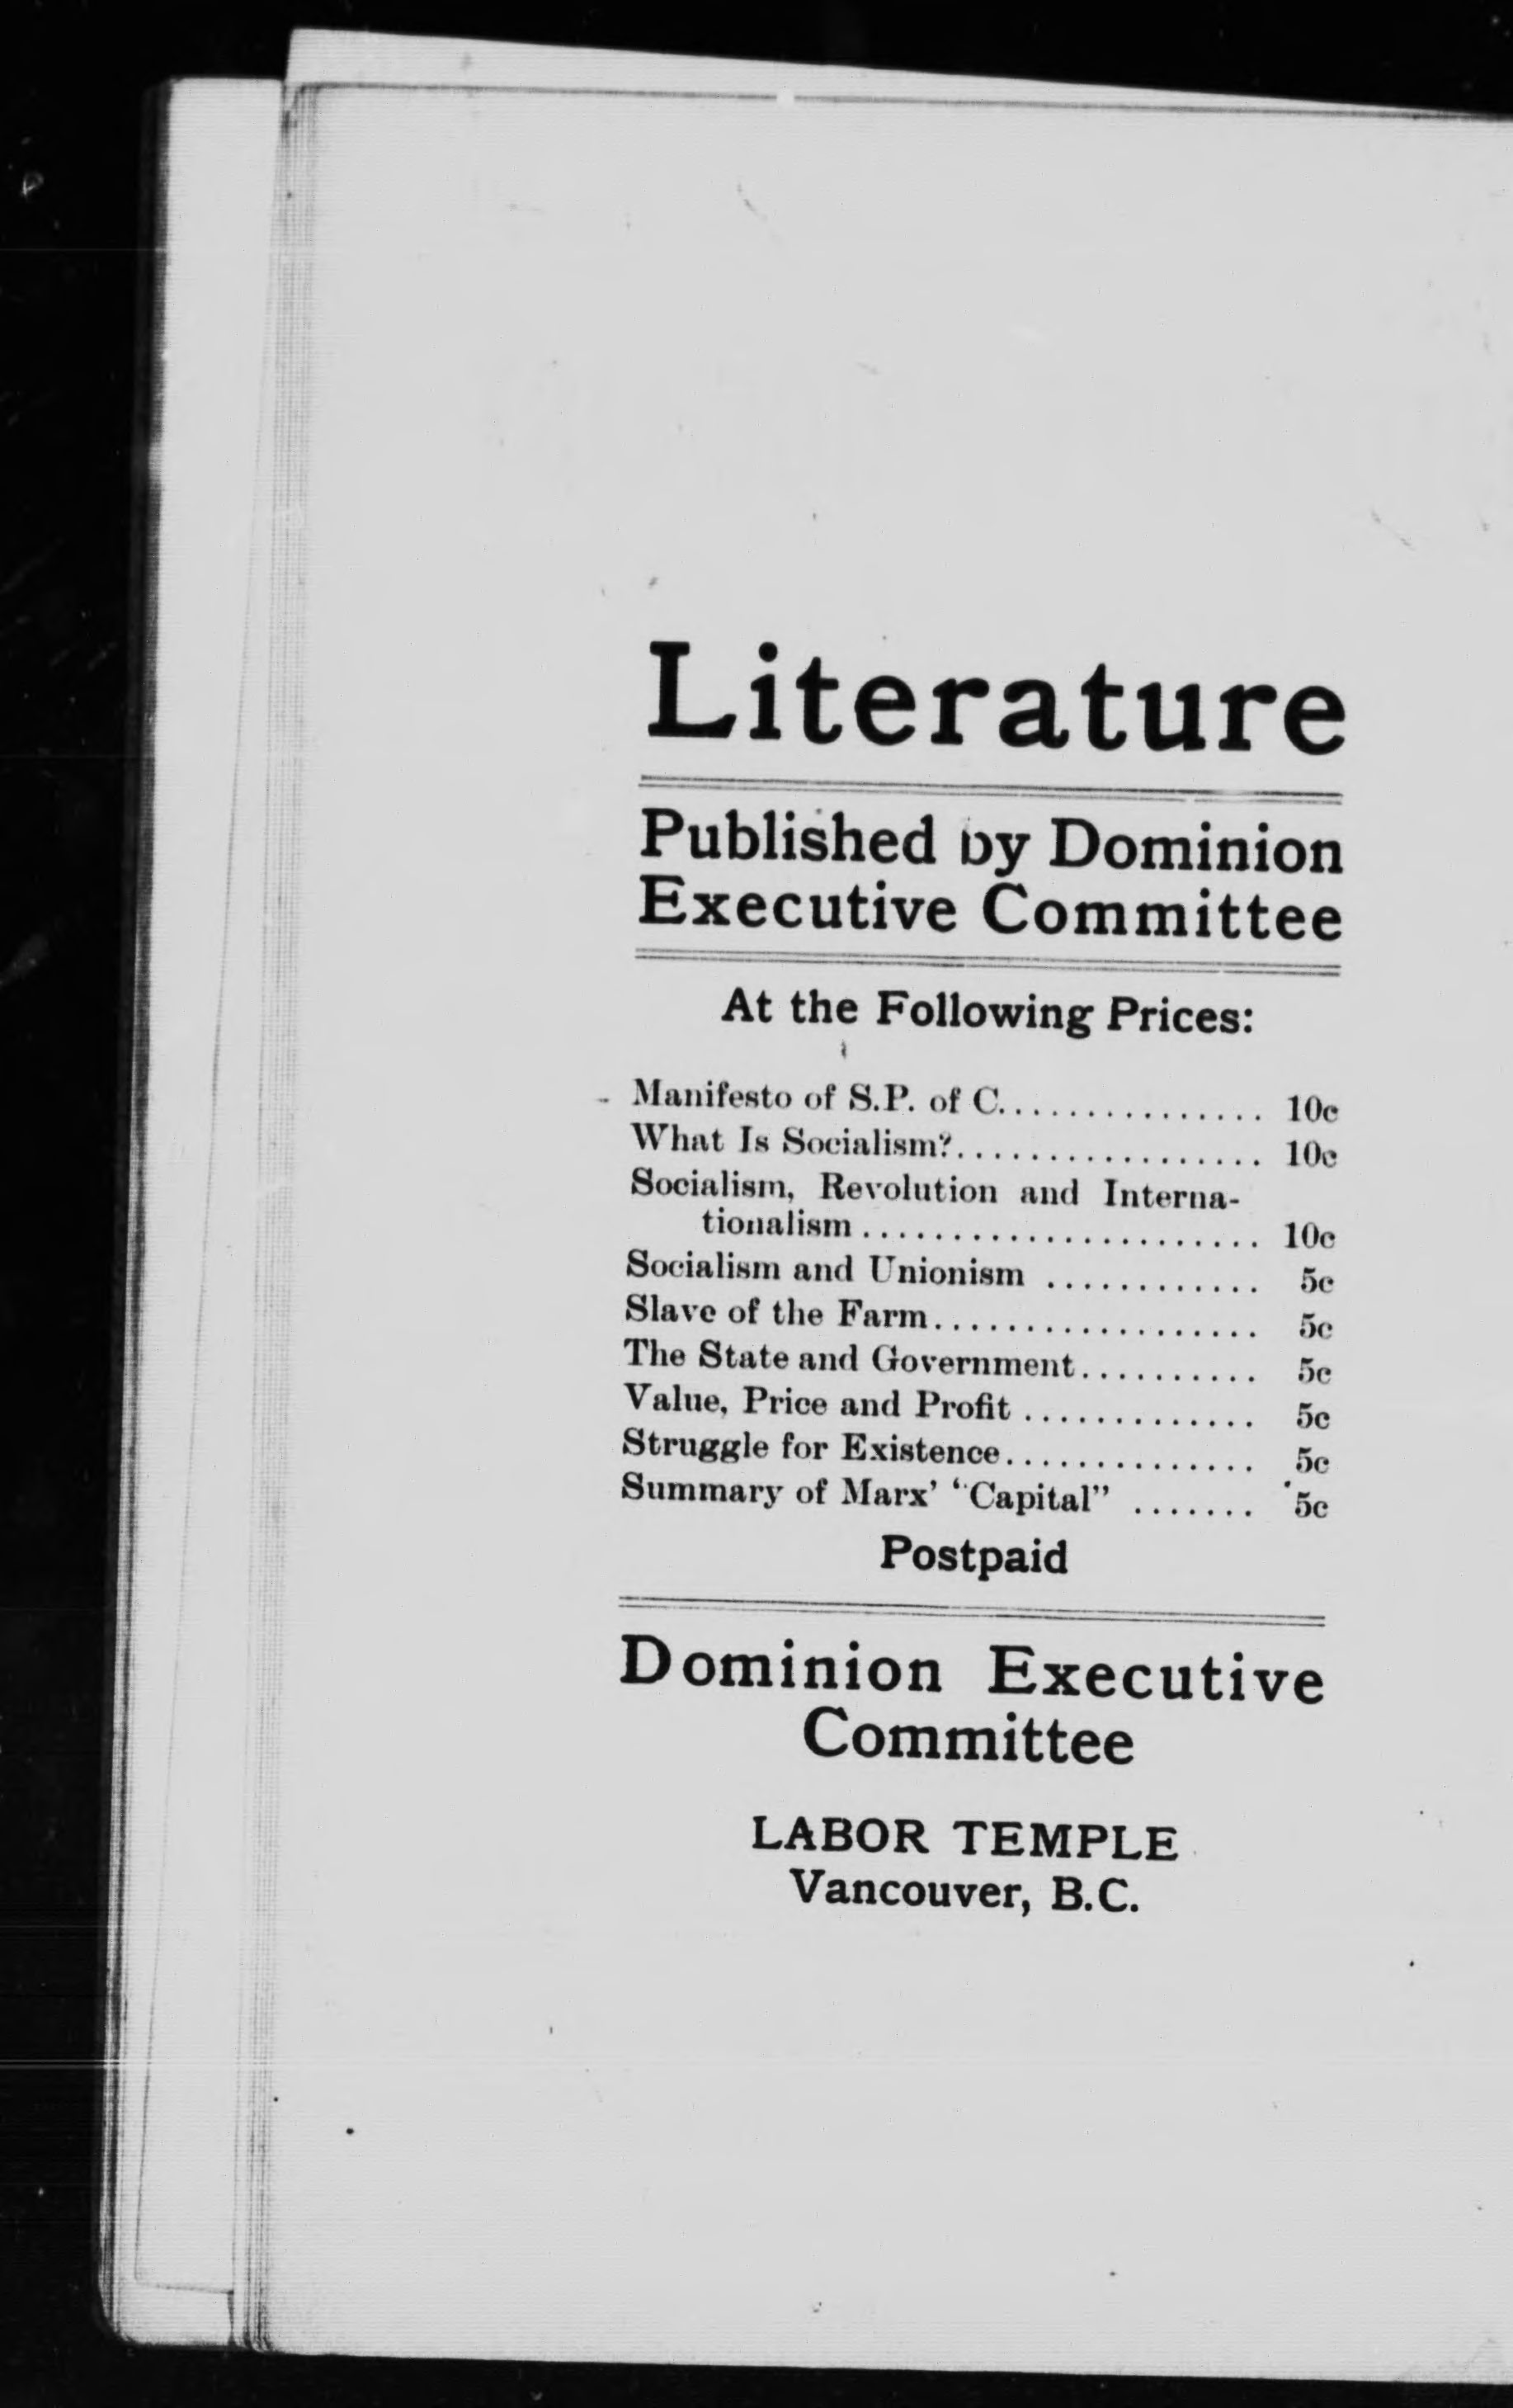 Literature
Published by Dominion
Executive Committee
At the Following Prices:
Manifesto of S.P. of C............... 10c
What Is Socialism?.................. 10c
Socialism, Revolution and Interna-
tionalism ...................... 10c
Socialism and Unionism ............ 5c
Slave of the Farm.................. 5c
The State and Government.......... 5c
Value, Price and Profit ............. 5c
Struggle for Existence.............. 5c
Summary of Marx' "Capital" ....... 5c
Postpaid
Dominion Executive
Committee
LABOR TEMPLE
Vancouver, B.C.